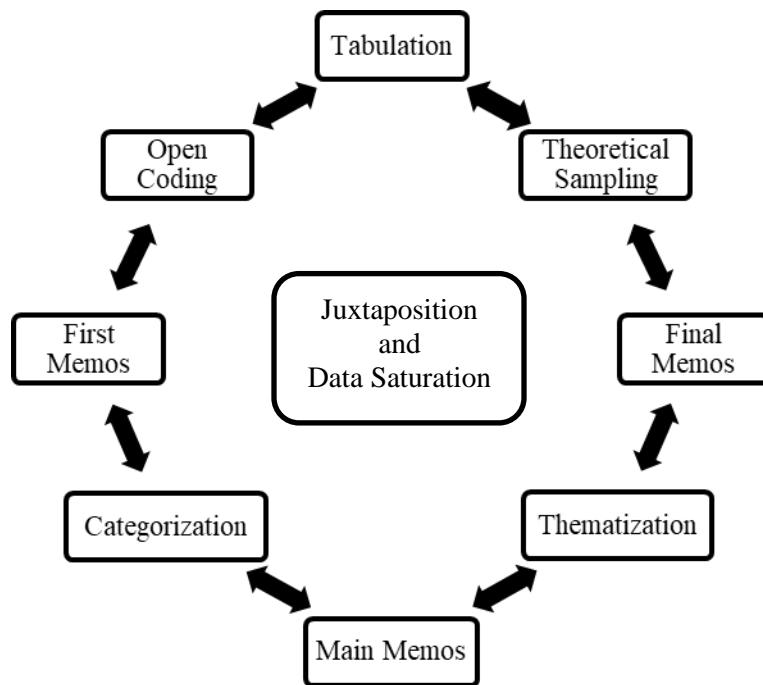 Tabulation
Open
Coding
Theoretical
Sampling
First
Memos
Juxtaposition
and
Data Saturation
Final
Memos
Categorization
Thematization
Main Memos